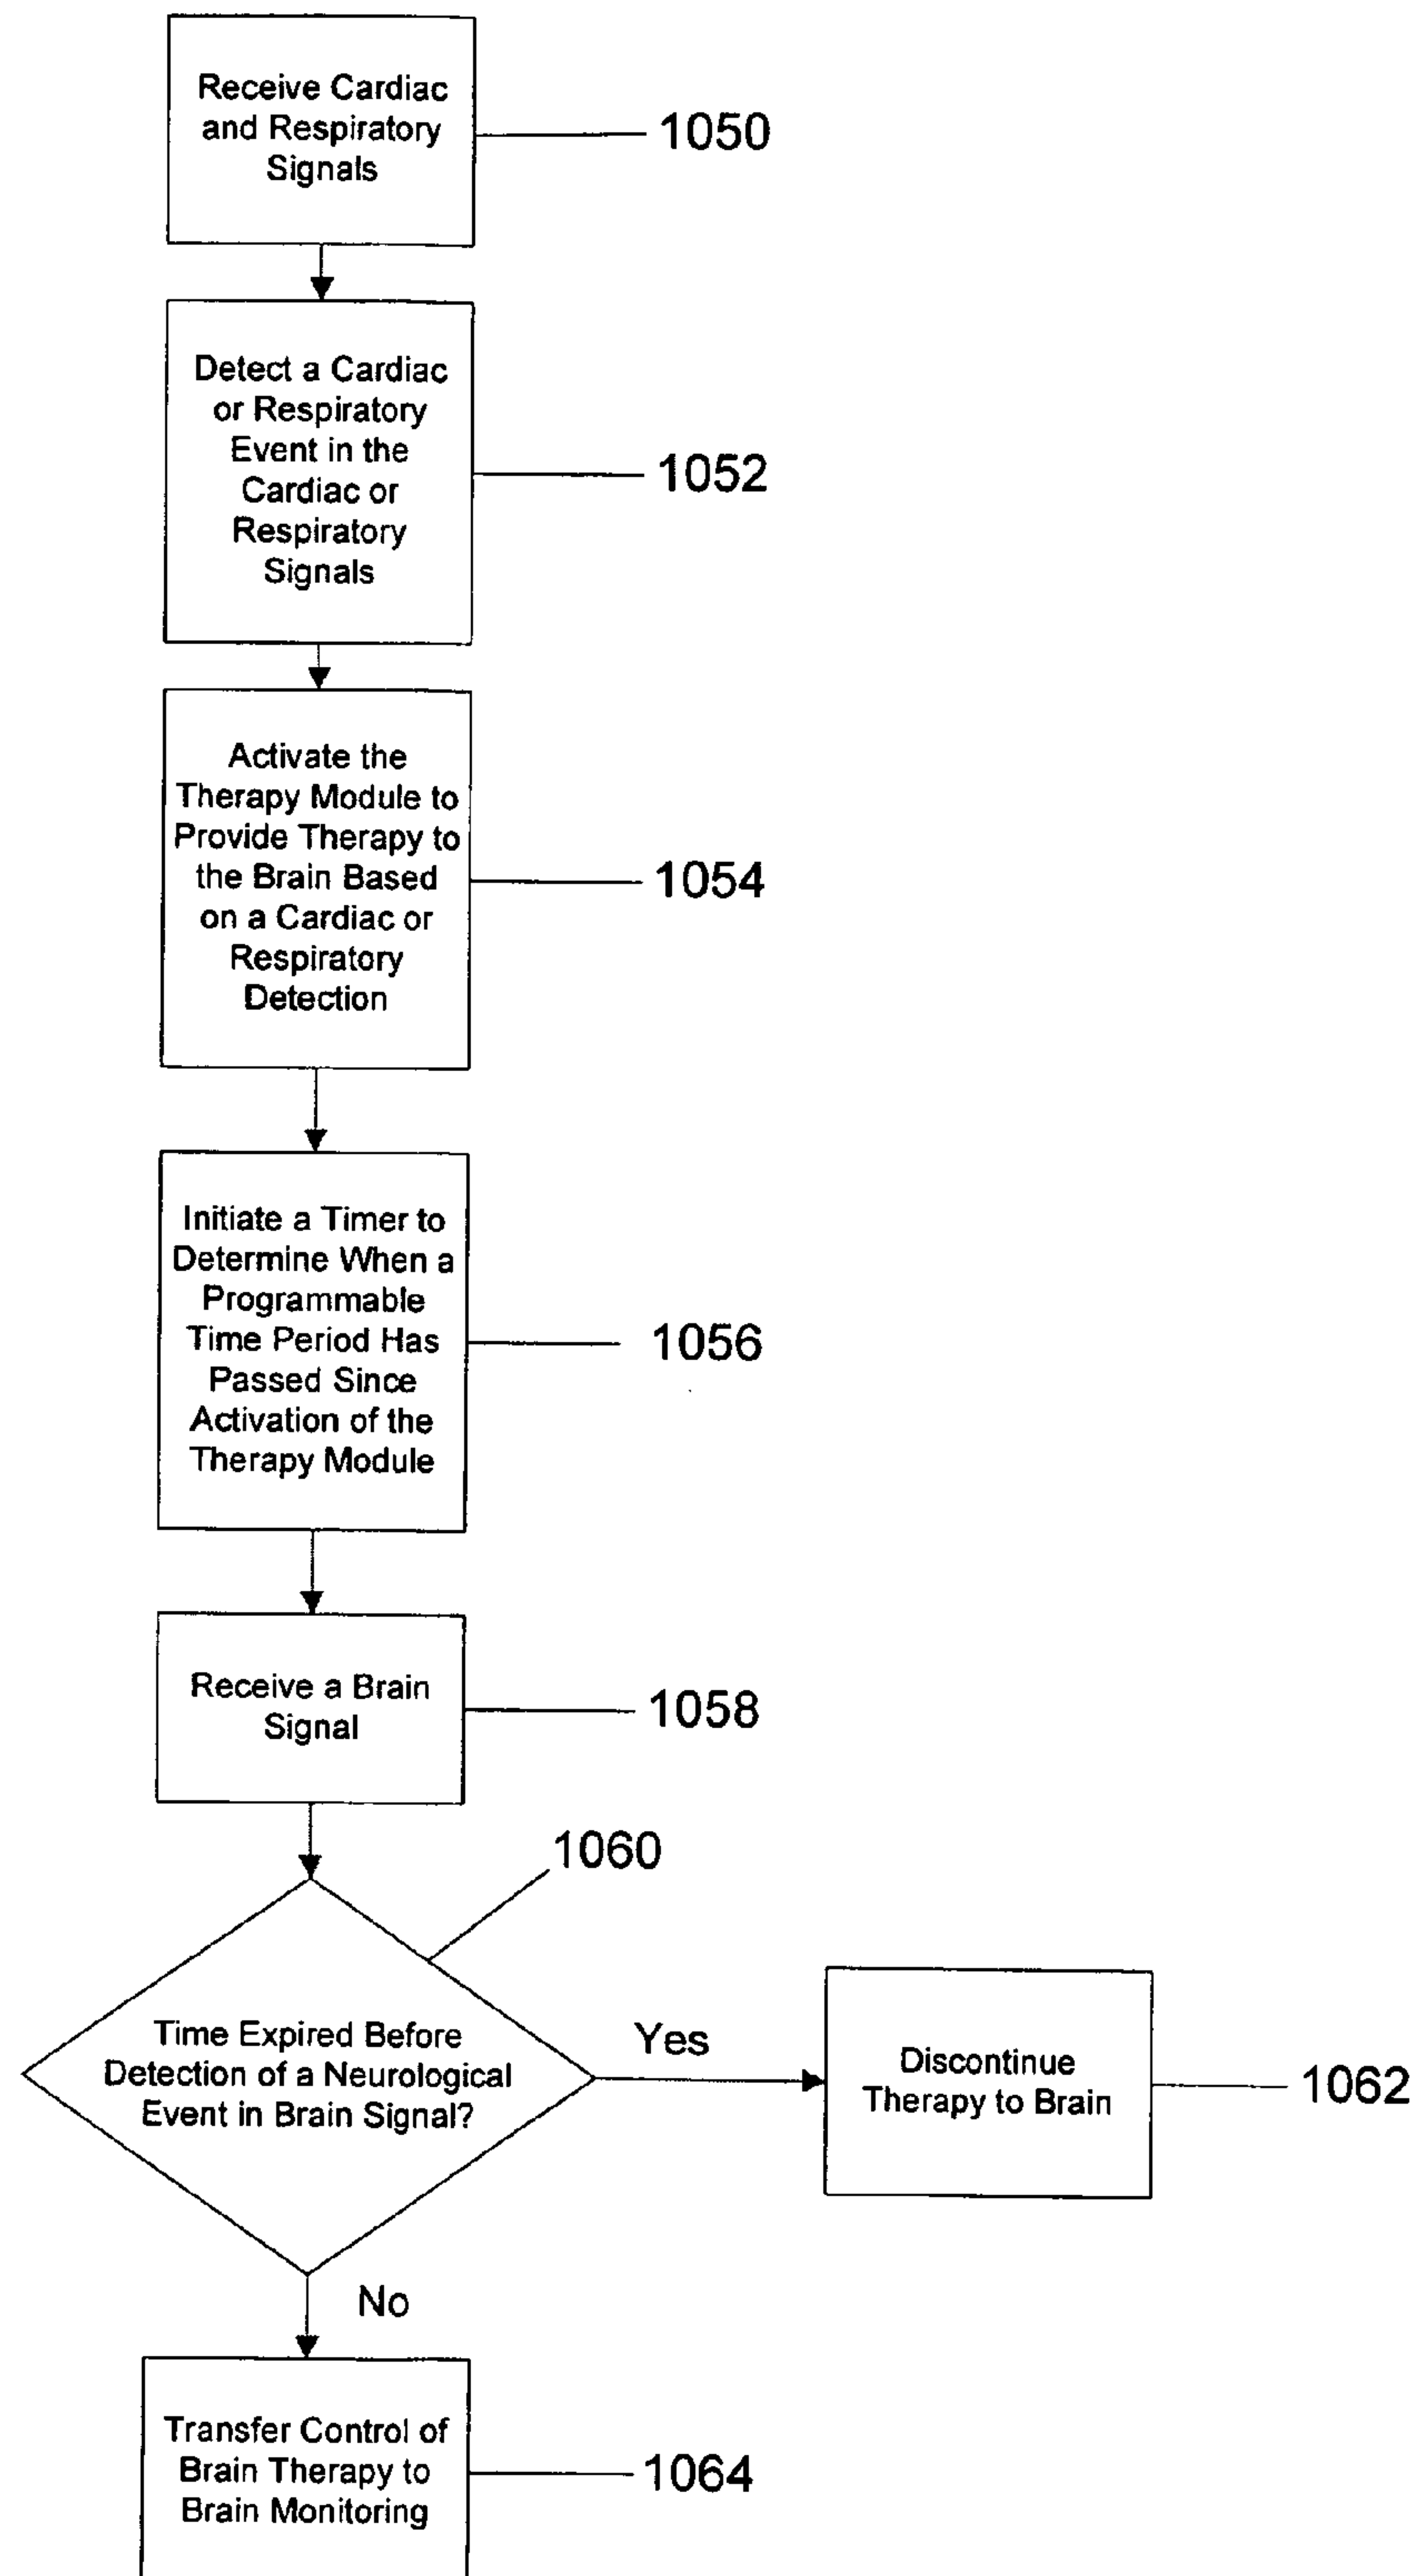 Receive Cardiac
and Respiratory
Signals
1050
Detect a Cardiac
or Respiratory
Event in the
Cardiac or
Respiratory
Signals
1052
Activate the
Therapy Module to
Provide Therapy to
the Brain Based
on a Cardiac or
Respiratory
Detection
1054
Initiate a Timer to
Determine When a
Programmable
Time Period Has
Passed Since
Activation of the
Therapy Module
1056
Receive a Brain
Signal
1058
1060
Time Expired Before
Detection of a Neurological
Event in Brain Signal?
Yes
Discontinue
Therapy to Brain
1062
No
Transfer Control of
Brain Therapy to
Brain Monitoring
1064